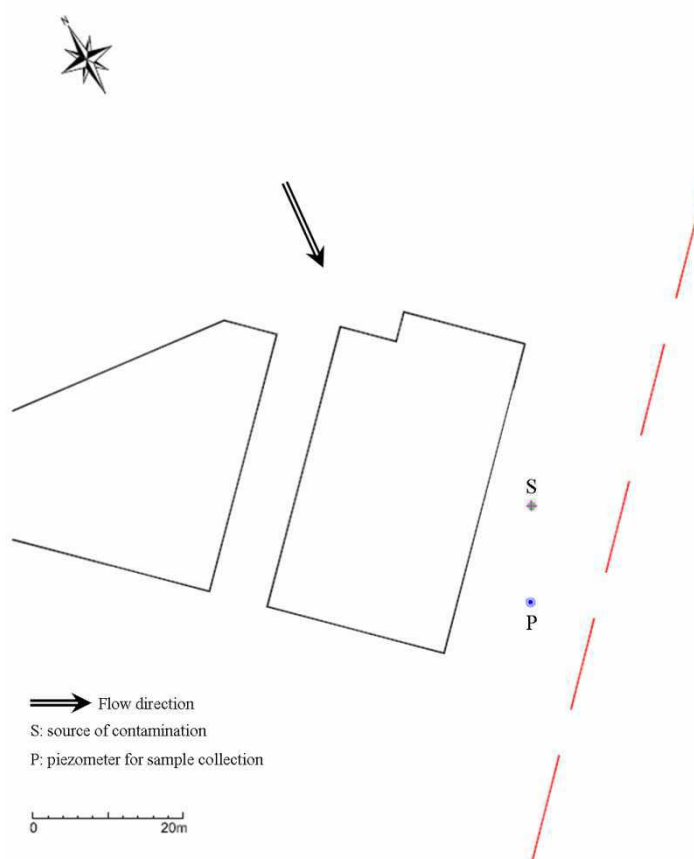 N
S
P
Flow direction
S: source of contamination
P: piezometer for sample collection
0 20m